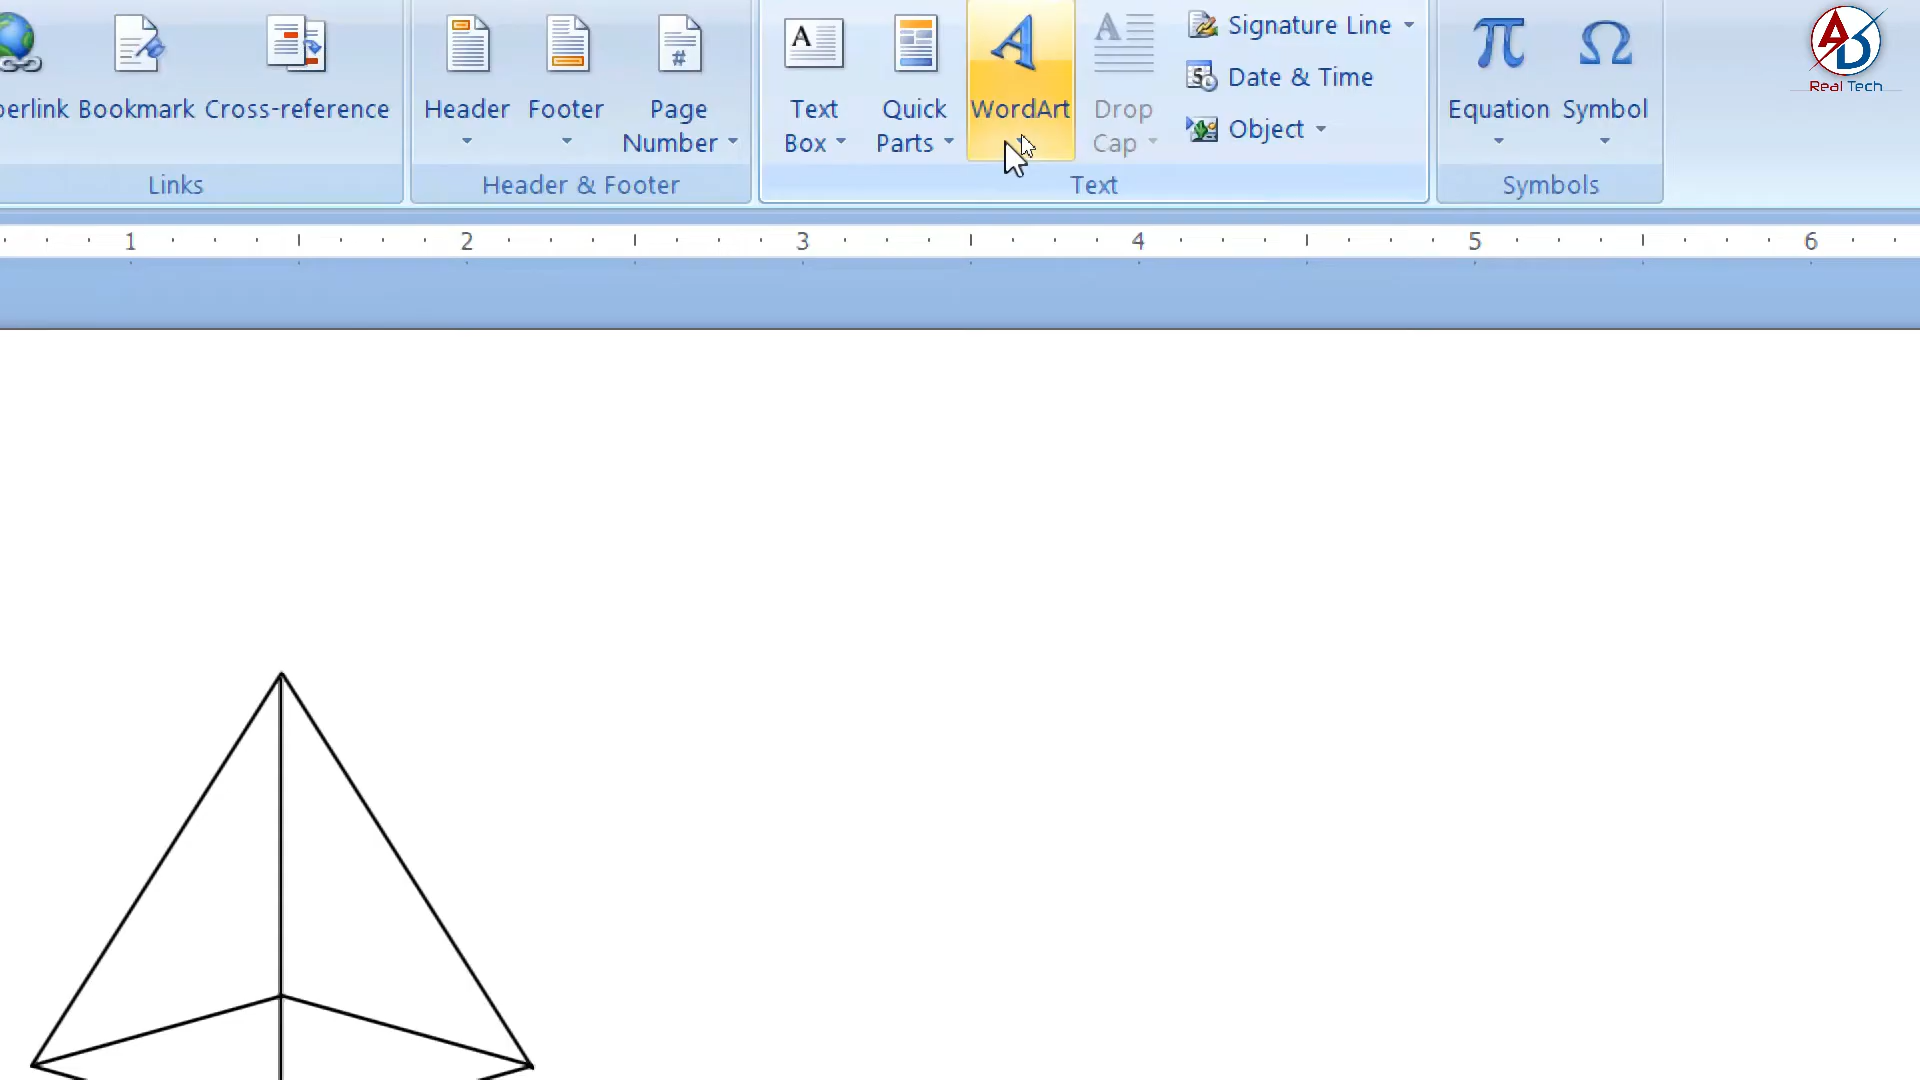 Signature Line
Date & Time
Object
Bookmark
Cross-reference
Header
Footer
Page
Number
Text
Box
Quick
Parts
WordArt
Drop
Cap
Equation
Symbol
Links
Header & Footer
Text
Symbols
1 2 3 4 5 6
AD
Real Tech